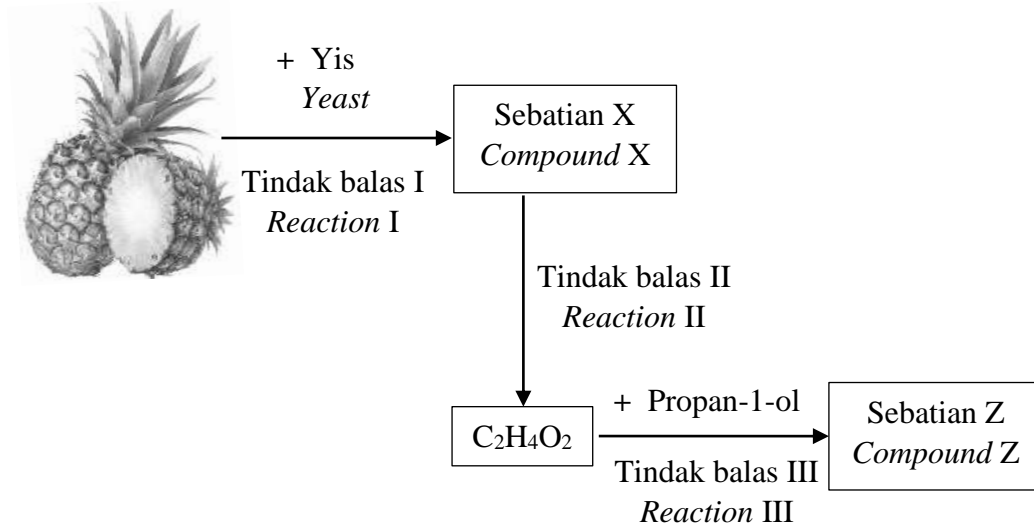 + Yis
Yeast
Tindak balas I
Reaction I
Sebatian X
Compound X
Tindak balas II
Reaction II
C₂H₄O₂
+ Propan-1-ol
Tindak balas III
Reaction III
Sebatian Z
Compound Z